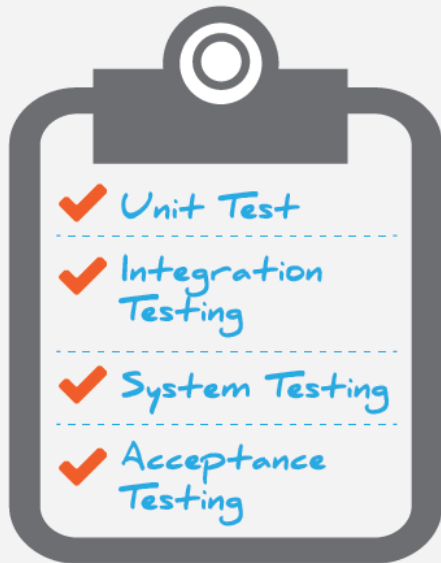 Unit Test
Integration
Testing
System Testing
Acceptance
Testing